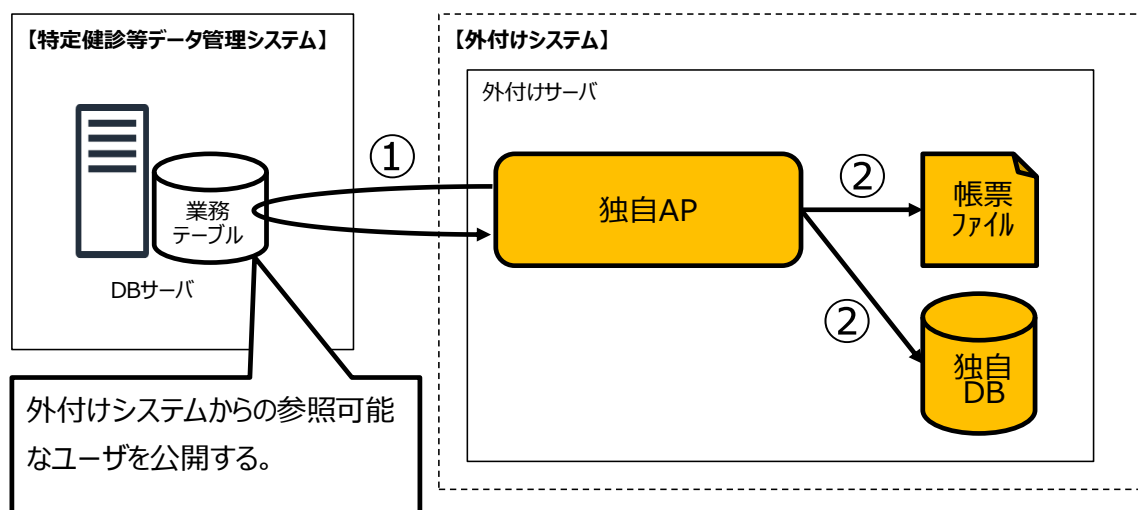 【特定健診等データ管理システム】
【外付けシステム】
外付けサーバ
①
業務
テーブル
DBサーバ
独自AP
②
帳票
ファイル
②
独自
DB
外付けシステムからの参照可能
なユーザを公開する。